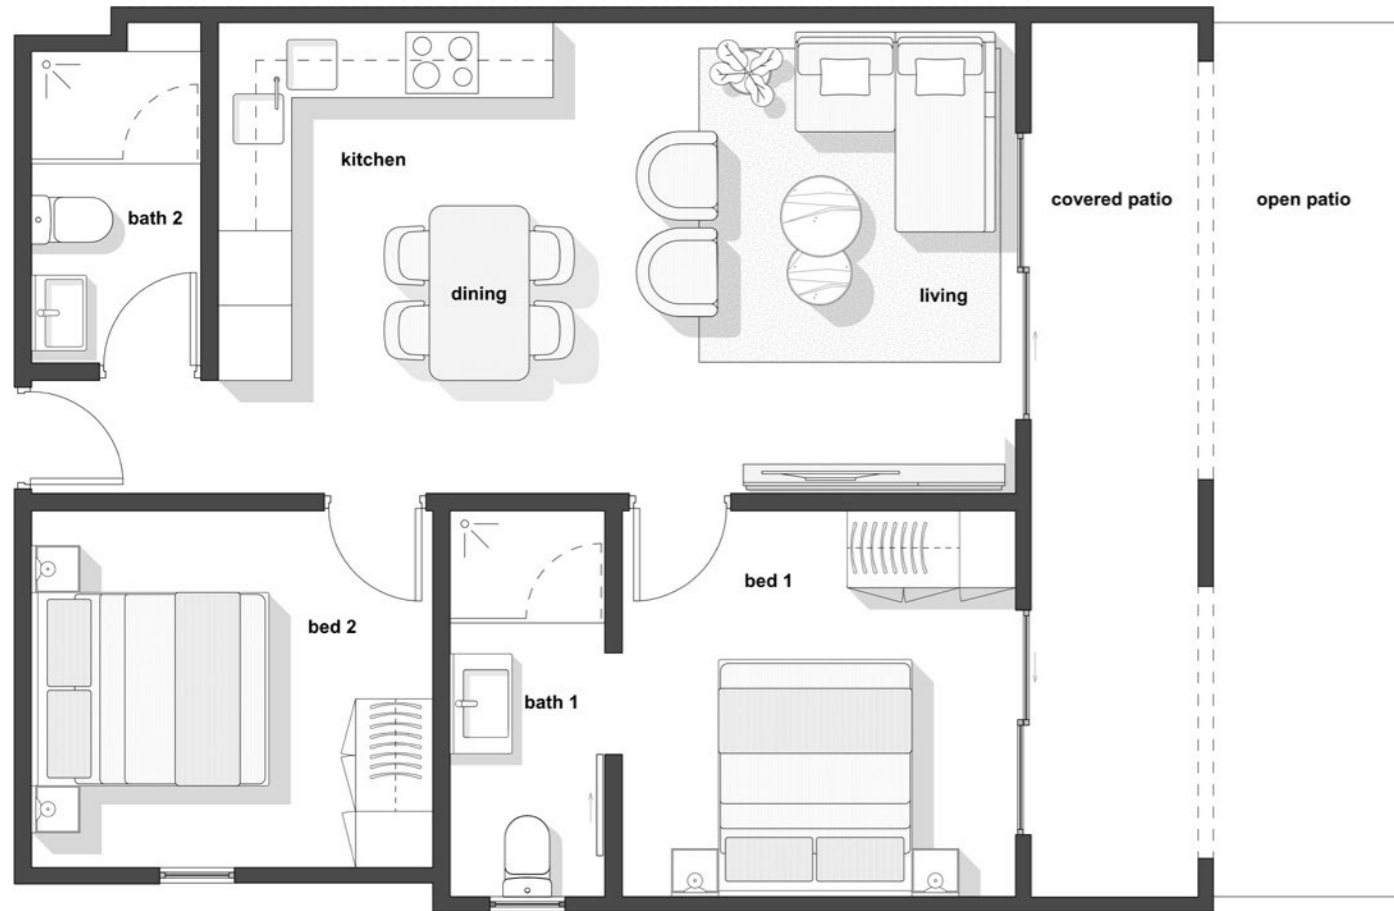 kitchen
covered patio
open patio
bath 2
dining
living
bed 1
bed 2
bath 1